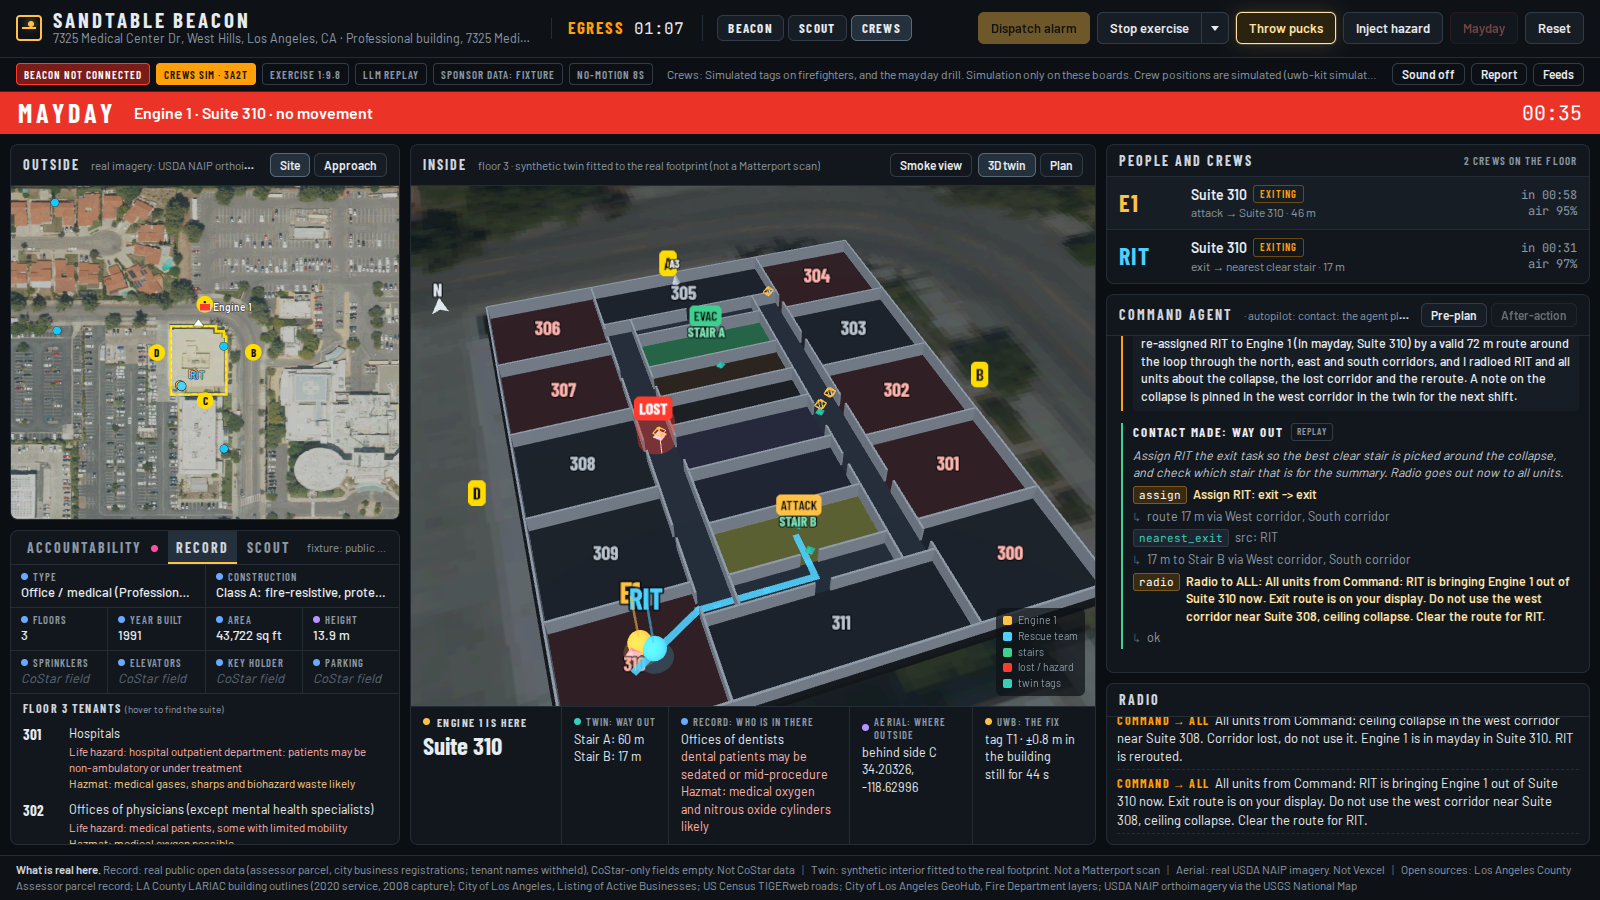 SANDTABLE BEACON
7325 Medical Center Dr, West Hills, Los Angeles, CA · Professional building, 7325 Medi...
EGRESS 01:07
BEACON
SCOUT
CREWS
Dispatch alarm
Stop exercise
Throw pucks
Inject hazard
Mayday
Reset
BEACON NOT CONNECTED
CREWS SIM · 3A2T
EXERCISE 1:9.8
LLM REPLAY
SPONSOR DATA: FIXTURE
NO-MOTION 8S
Crews: Simulated tags on firefighters, and the mayday drill. Simulation only on these boards. Crew positions are simulated (uwb-kit simulat...
Sound off
Report
Feeds
MAYDAY
Engine 1 · Suite 310 · no movement
00:35
OUTSIDE
real imagery: USDA NAIP orthoi...
Site
Approach
Engine 1
D
B
RIT
C
ACCOUNTABILITY
RECORD
SCOUT
fixture: public ...
TYPE
Office / medical (Profession...
CONSTRUCTION
Class A: fire-resistive, prote...
FLOORS
3
YEAR BUILT
1991
AREA
43,722 sq ft
HEIGHT
13.9 m
SPRINKLERS
CoStar field
ELEVATORS
CoStar field
KEY HOLDER
CoStar field
PARKING
CoStar field
FLOOR 3 TENANTS (hover to find the suite)
301
Hospitals
Life hazard: hospital outpatient department: patients may be
non-ambulatory or under treatment
Hazmat: medical gases, sharps and biohazard waste likely
302
Offices of physicians (except mental health specialists)
Life hazard: medical patients, some with limited mobility
Hazmat: medical oxygen possible
INSIDE
floor 3 · synthetic twin fitted to the real footprint (not a Matterport scan)
Smoke view
3D twin
Plan
N
A
A3
304
305
306
EVAC
STAIR A
303
307
302
B
LOST
308
301
D
ATTACK
STAIR B
309
300
E1
RIT
311
310
Engine 1
Rescue team
stairs
lost / hazard
twin tags
ENGINE 1 IS HERE
Suite 310
TWIN: WAY OUT
Stair A: 60 m
Stair B: 17 m
RECORD: WHO IS IN THERE
Offices of dentists
dental patients may be
sedated or mid-procedure
Hazmat: medical oxygen
and nitrous oxide cylinders
likely
AERIAL: WHERE
OUTSIDE
behind side C
34.20326,
-118.62996
UWB: THE FIX
tag T1 · ±0.8 m in
the building
still for 44 s
PEOPLE AND CREWS
2 CREWS ON THE FLOOR
E1
Suite 310
EXITING
attack → Suite 310 · 46 m
in 00:58
air 95%
RIT
Suite 310
EXITING
exit → nearest clear stair · 17 m
in 00:31
air 97%
COMMAND AGENT
· autopilot: contact: the agent pl...
Pre-plan
After-action
re-assigned RIT to Engine 1 (in mayday, Suite 310) by a valid 72 m route around
the loop through the north, east and south corridors, and I radioed RIT and all
units about the collapse, the lost corridor and the reroute. A note on the
collapse is pinned in the west corridor in the twin for the next shift.
CONTACT MADE: WAY OUT
REPLAY
Assign RIT the exit task so the best clear stair is picked around the collapse,
and check which stair that is for the summary. Radio goes out now to all units.
assign
Assign RIT: exit -> exit
↳ route 17 m via West corridor, South corridor
nearest_exit
src: RIT
↳ 17 m to Stair B via West corridor, South corridor
radio
Radio to ALL: All units from Command: RIT is bringing Engine 1 out of
Suite 310 now. Exit route is on your display. Do not use the west
corridor near Suite 308, ceiling collapse. Clear the route for RIT.
↳ ok
RADIO
COMMAND → ALL All units from Command: ceiling collapse in the west corridor
near Suite 308. Corridor lost, do not use it. Engine 1 is in mayday in Suite 310. RIT
is rerouted.
COMMAND → ALL All units from Command: RIT is bringing Engine 1 out of Suite
310 now. Exit route is on your display. Do not use the west corridor near Suite
308, ceiling collapse. Clear the route for RIT.
What is real here. Record: real public open data (assessor parcel, city business registrations; tenant names withheld), CoStar-only fields empty. Not CoStar data | Twin: synthetic interior fitted to the real footprint. Not a Matterport scan | Aerial: real USDA NAIP imagery. Not Vexcel | Open sources: Los Angeles County
Assessor parcel record; LA County LARIAC building outlines (2020 service, 2008 capture); City of Los Angeles, Listing of Active Businesses; US Census TIGERweb roads; City of Los Angeles GeoHub, Fire Department layers; USDA NAIP orthoimagery via the USGS National Map